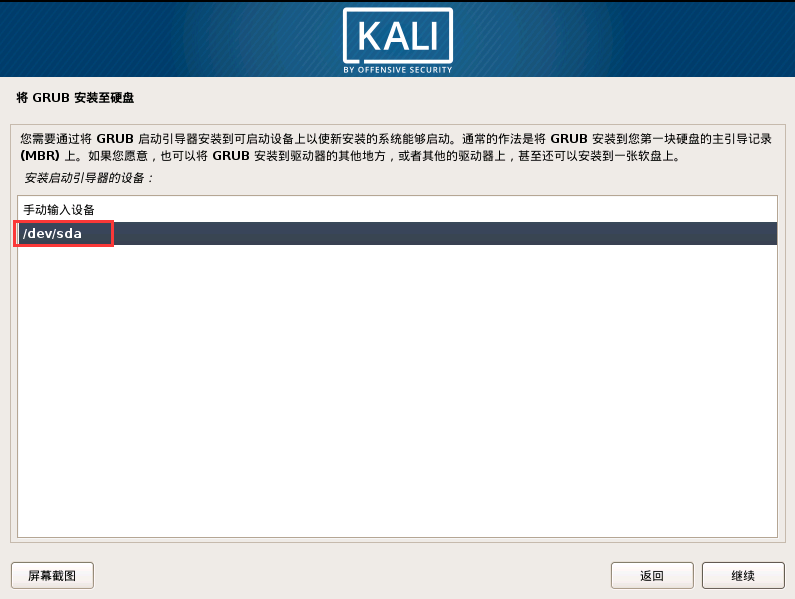 KALI
BY OFFENSIVE SECURITY
将 GRUB 安装至硬盘
您需要通过将 GRUB 启动引导器安装到可启动设备上以使新安装的系统能够启动。通常的作法是将 GRUB 安装到您第一块硬盘的主引导记录
(MBR) 上。如果您愿意，也可以将 GRUB 安装到驱动器的其他地方，或者其他的驱动器上，甚至还可以安装到一张软盘上。
安装启动引导器的设备：
手动输入设备
/dev/sda
屏幕截图
返回
继续